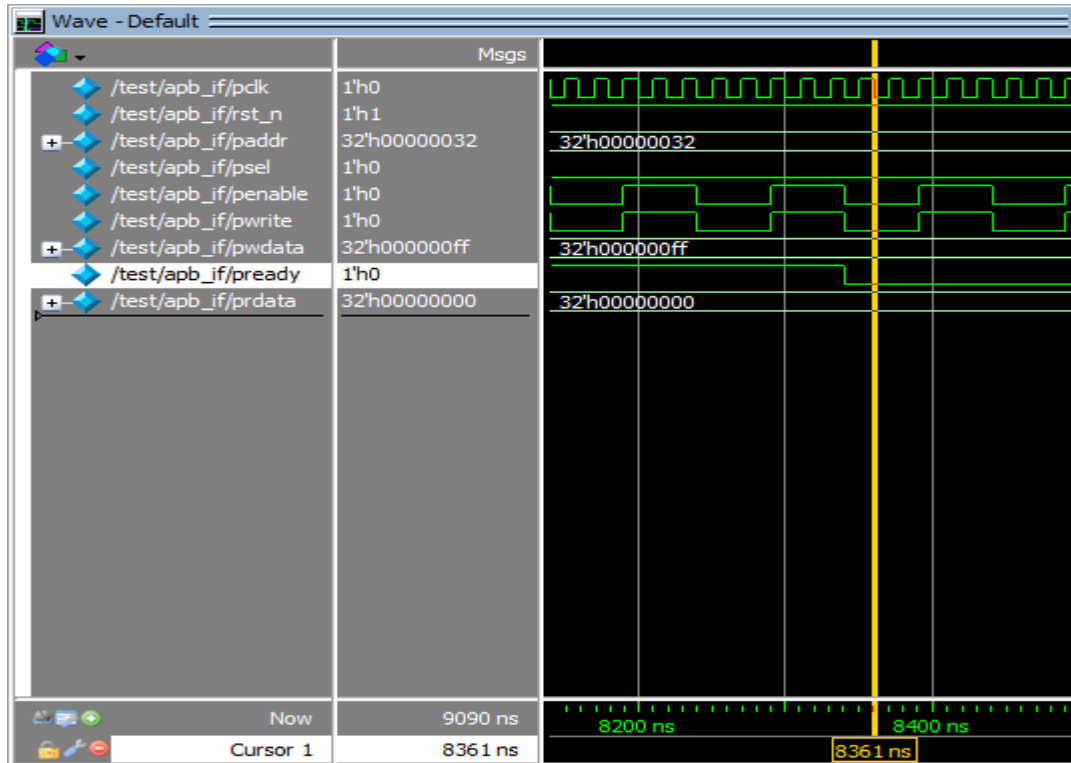 Wave - Default
Msgs
/test/apb_if/pclk 1'h0
/test/apb_if/rst_n 1'h1
/test/apb_if/paddr 32'h00000032 32'h00000032
/test/apb_if/psel 1'h0
/test/apb_if/penable 1'h0
/test/apb_if/pwrite 1'h0
/test/apb_if/pwdata 32'h000000ff 32'h000000ff
/test/apb_if/pready 1'h0
/test/apb_if/prdata 32'h00000000 32'h00000000
Now 9090 ns 8200 ns 8400 ns
Cursor 1 8361 ns 8361 ns